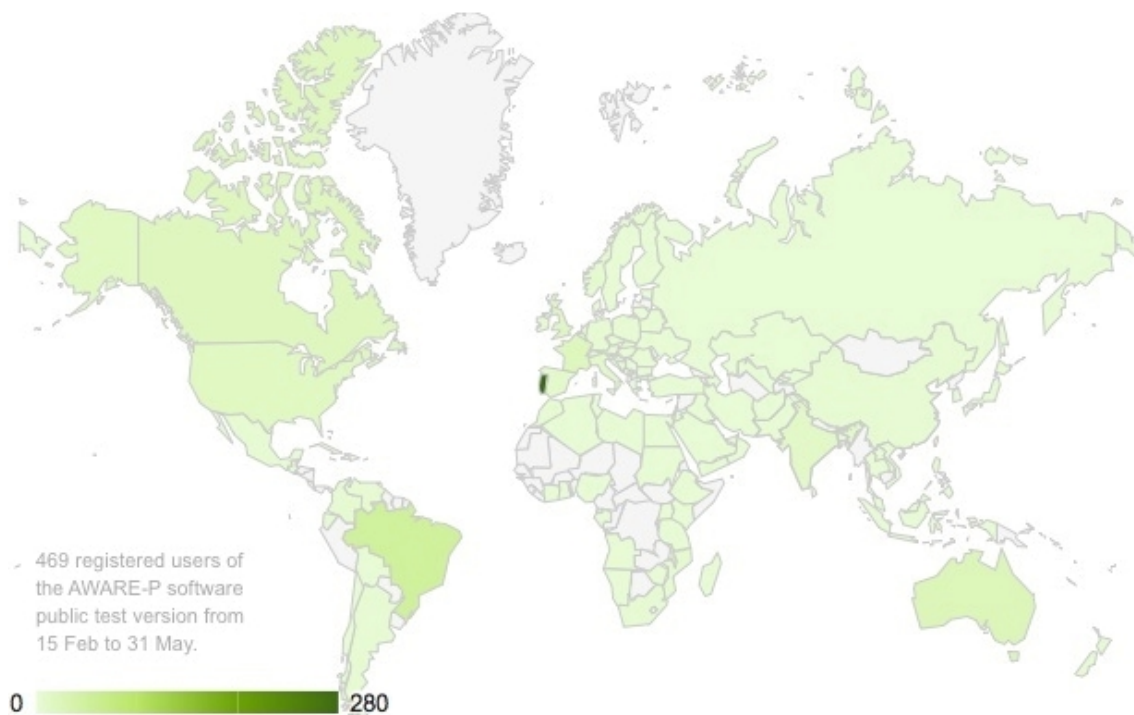 469 registered users of
the AWARE-P software
public test version from
15 Feb to 31 May.
0 280